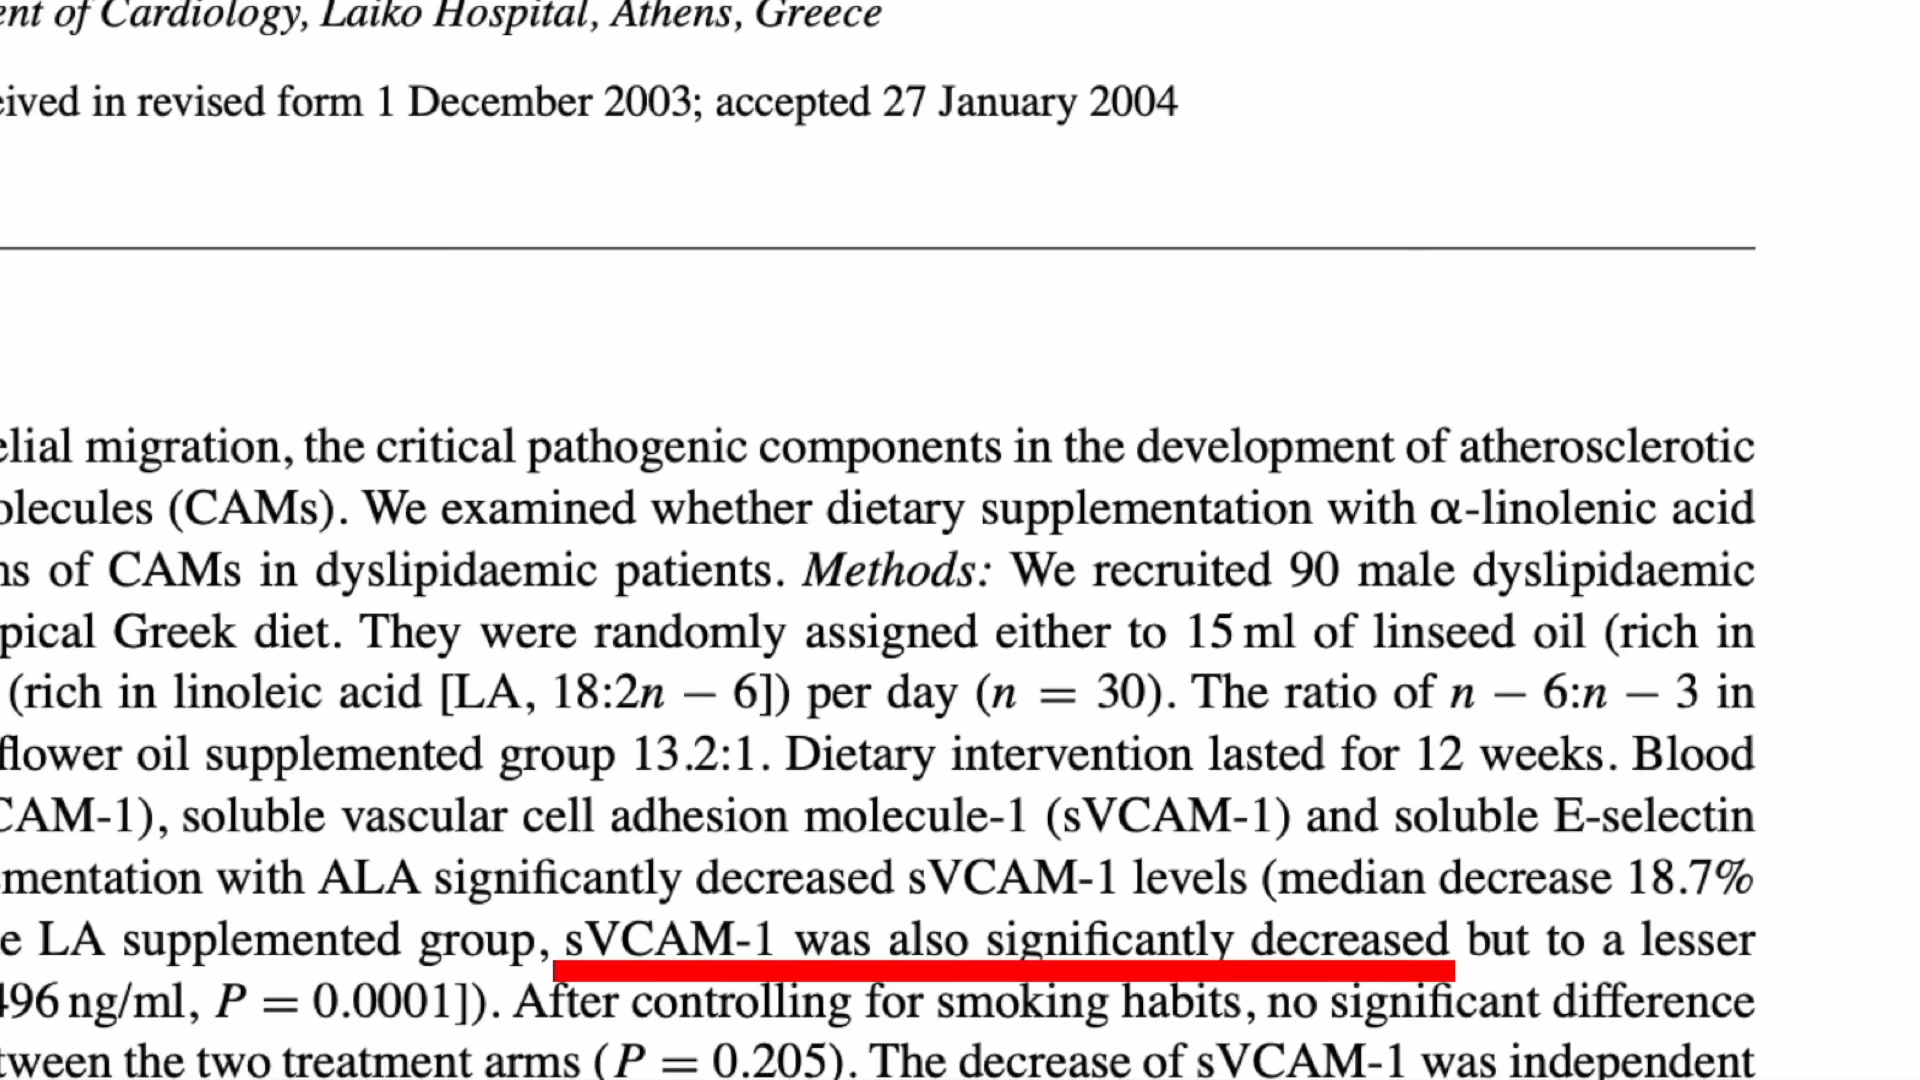 ent of Cardiology, Laiko Hospital, Athens, Greece
eived in revised form 1 December 2003; accepted 27 January 2004
elial migration, the critical pathogenic components in the development of atherosclerotic
olecules (CAMs). We examined whether dietary supplementation with α-linolenic acid
ns of CAMs in dyslipidaemic patients. Methods: We recruited 90 male dyslipidaemic
pical Greek diet. They were randomly assigned either to 15 ml of linseed oil (rich in
(rich in linoleic acid [LA, 18:2n − 6]) per day (n = 30). The ratio of n − 6:n − 3 in
flower oil supplemented group 13.2:1. Dietary intervention lasted for 12 weeks. Blood
CAM-1), soluble vascular cell adhesion molecule-1 (sVCAM-1) and soluble E-selectin
mentation with ALA significantly decreased sVCAM-1 levels (median decrease 18.7%
e LA supplemented group, sVCAM-1 was also significantly decreased but to a lesser
496 ng/ml, P = 0.0001]). After controlling for smoking habits, no significant difference
tween the two treatment arms (P = 0.205). The decrease of sVCAM-1 was independent